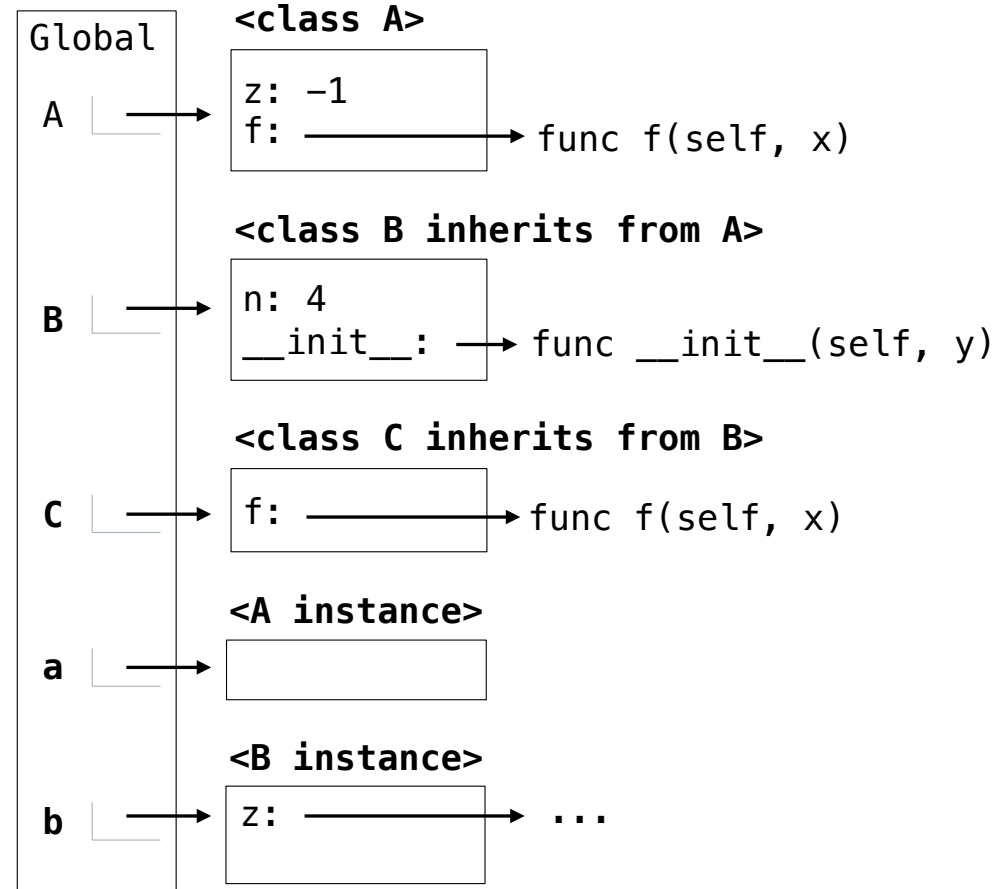 Global
<class A>
A
z: −1
f:
func f(self, x)
<class B inherits from A>
B
n: 4
__init__:
func __init__(self, y)
<class C inherits from B>
C
f:
func f(self, x)
<A instance>
a
<B instance>
b
z:
...